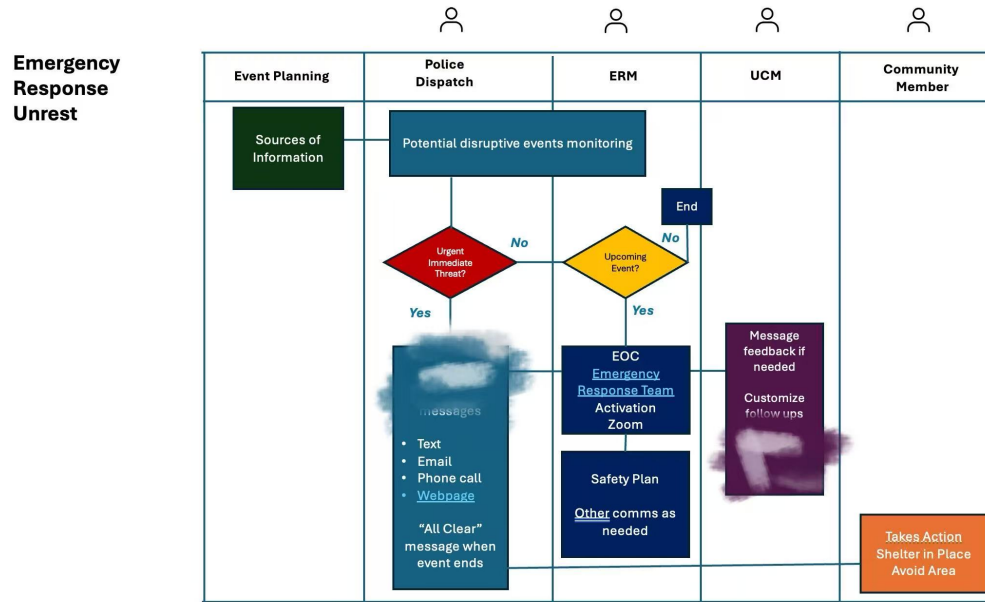 Emergency
Response
Unrest
Event Planning
Police
Dispatch
ERM
UCM
Community
Member
Sources of
Information
Potential disruptive events monitoring
End
Urgent
Immediate
Threat?
No
Upcoming
Event?
No
Yes
Yes
messages
• Text
• Email
• Phone call
• Webpage
“All Clear”
message when
event ends
EOC
Emergency
Response Team
Activation
Zoom
Safety Plan
Other comms as
needed
Message
feedback if
needed
Customize
follow ups
Takes Action
Shelter in Place
Avoid Area